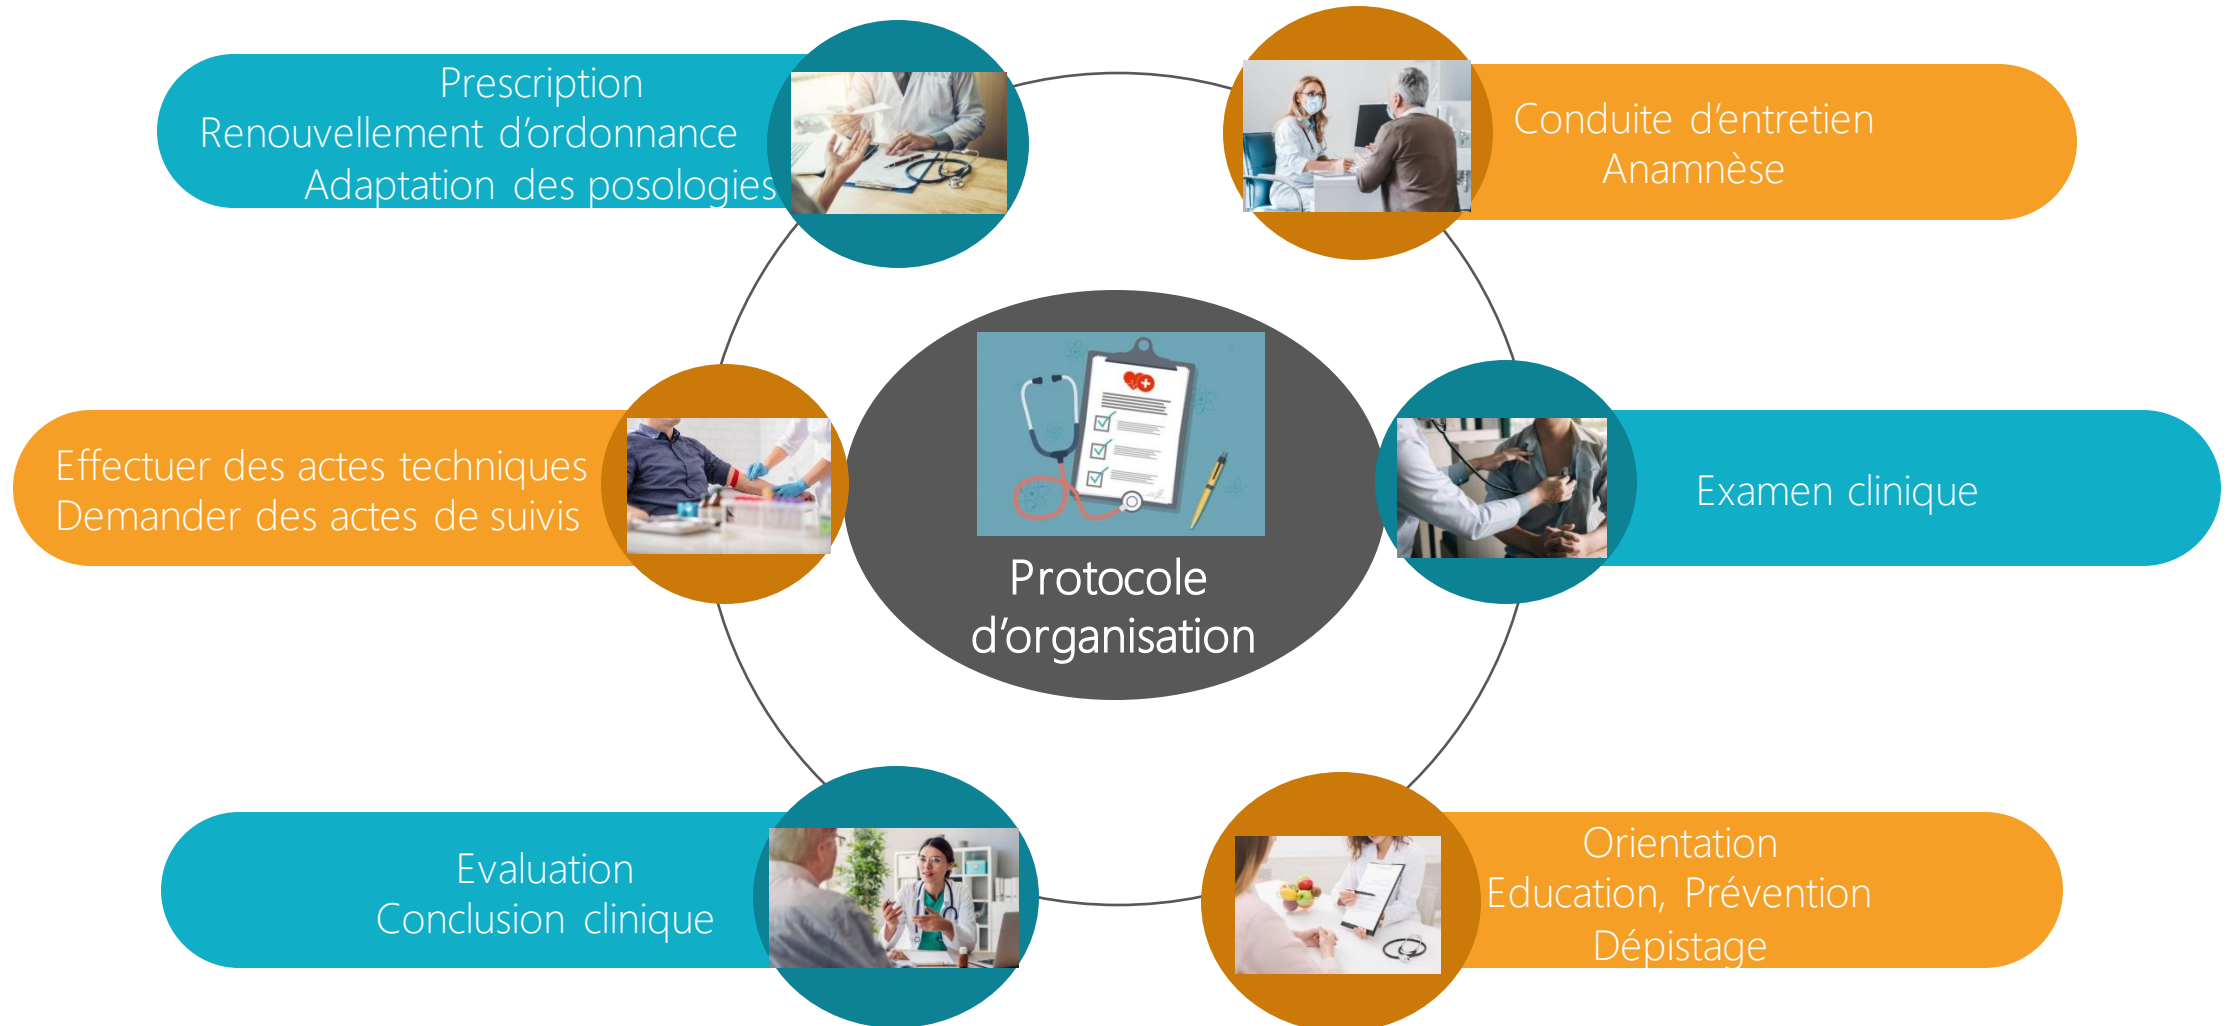 Prescription
Renouvellement d'ordonnance
Adaptation des posologies
Conduite d'entretien
Anamnèse
Effectuer des actes techniques
Demander des actes de suivis
Protocole
d'organisation
Examen clinique
Evaluation
Conclusion clinique
Orientation
Education, Prévention
Dépistage